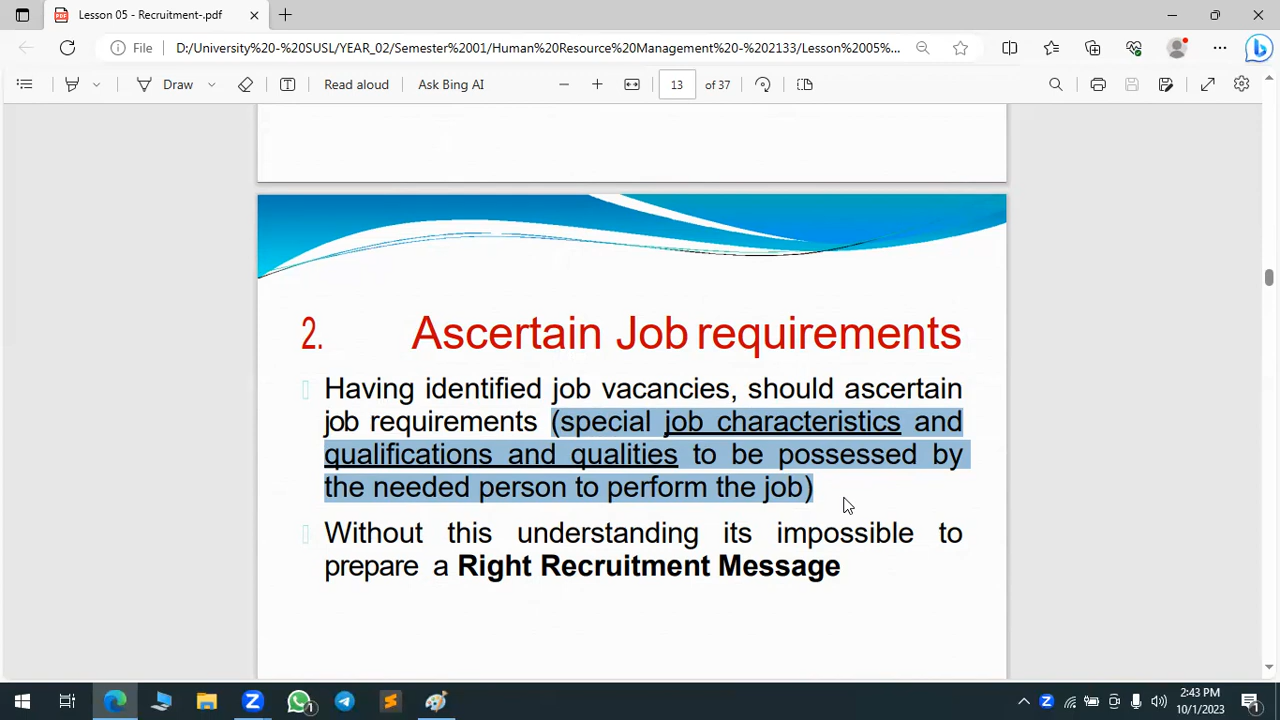 Lesson 05 - Recruitment-.pdf
File
D:/University%20-%20SUSL/YEAR_02/Semester%2001/Human%20Resource%20Management%20-%202133/Lesson%2005%...
Draw
Read aloud
Ask Bing AI
13
of 37
2. Ascertain Job requirements
Having identified job vacancies, should ascertain
job requirements (special job characteristics and
qualifications and qualities to be possessed by
the needed person to perform the job)
Without this understanding its impossible to
prepare a Right Recruitment Message
1
2:43 PM
10/1/2023
1